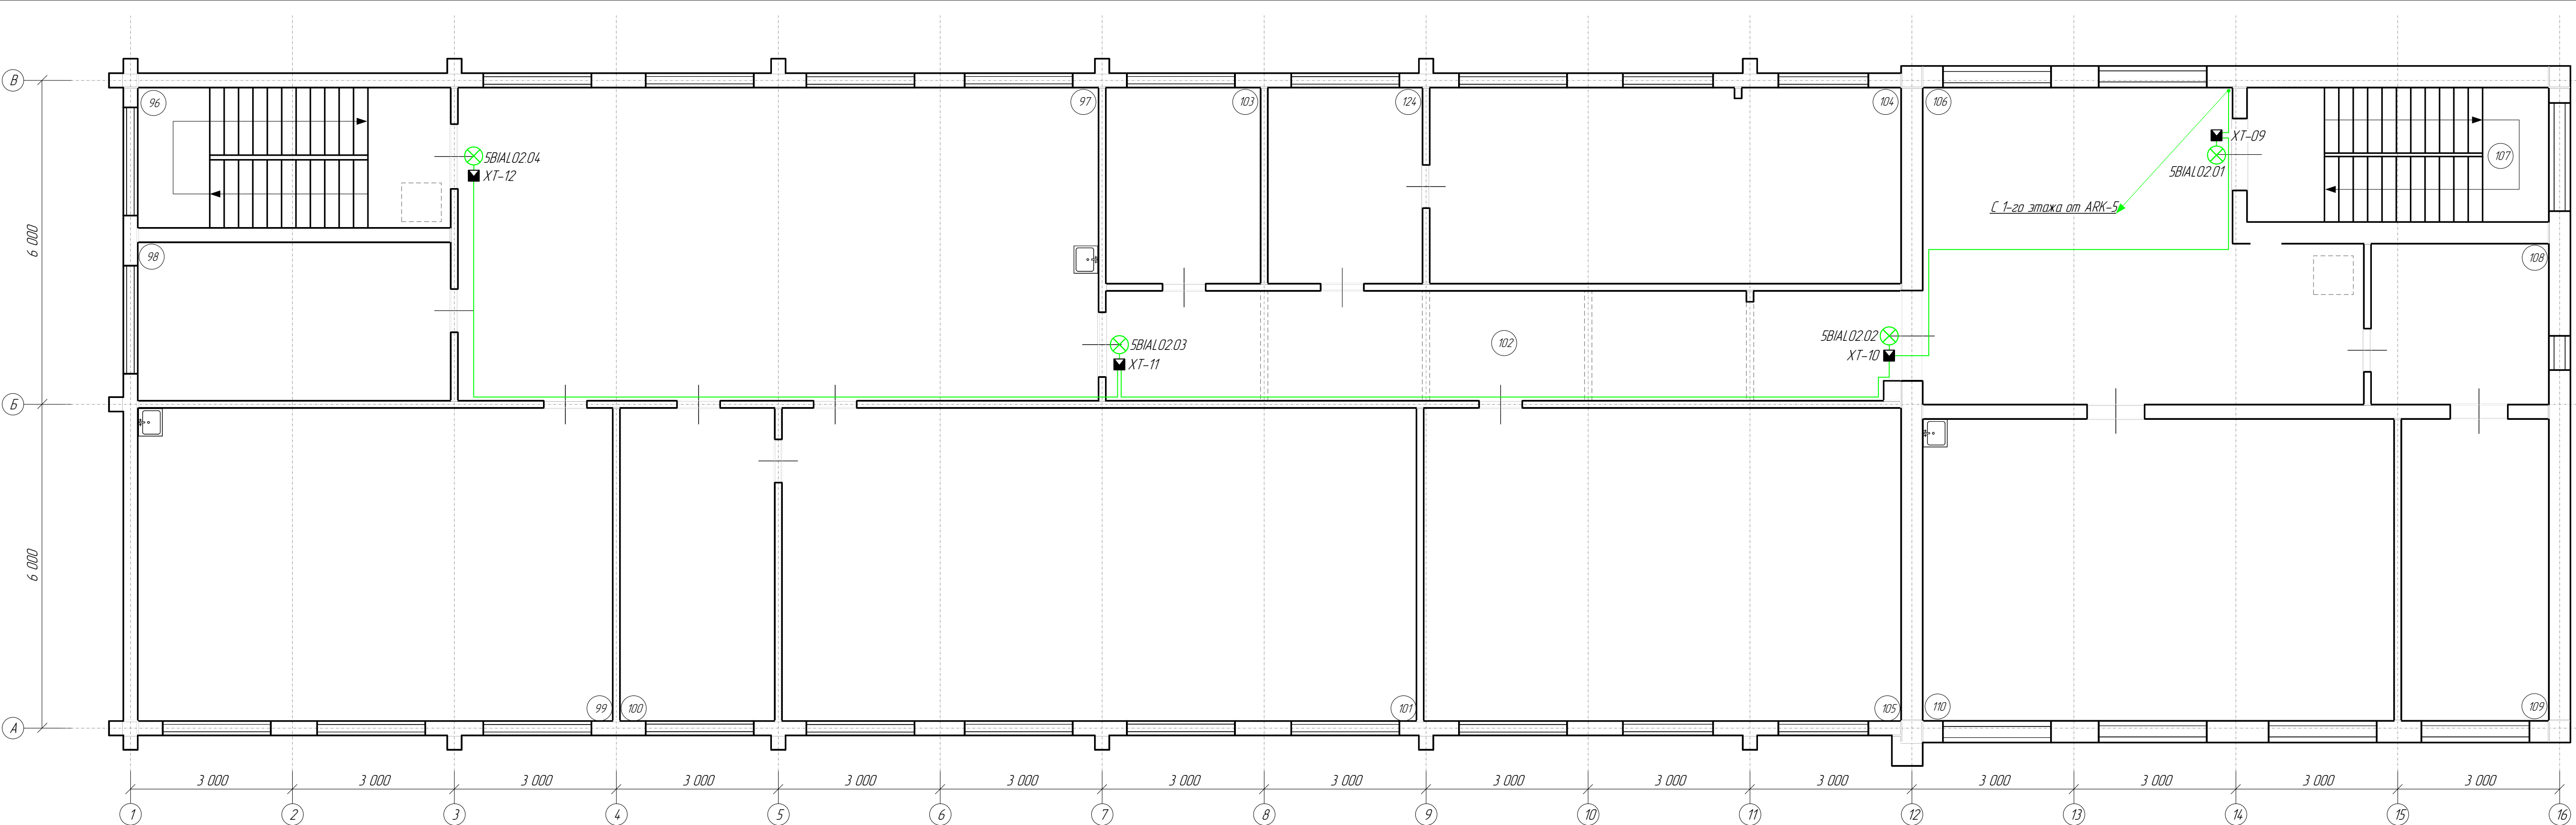 В
96
97
103
124
104
106
ХТ-09
5BIAL02.04
ХТ-12
107
5BIAL02.01
С 1-го этажа от ARK-5
6 000
98
108
5BIAL02.03
ХТ-11
102
5BIAL02.02
ХТ-10
Б
6 000
99
100
101
105
110
109
А
3 000 3 000 3 000 3 000 3 000 3 000 3 000 3 000 3 000 3 000 3 000 3 000 3 000 3 000 3 000
1 2 3 4 5 6 7 8 9 10 11 12 13 14 15 16